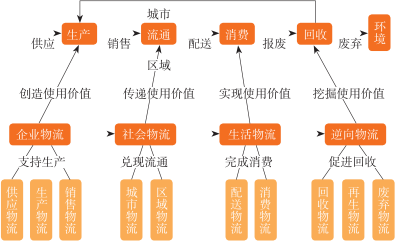 城市
供应 生产 销售 流通 配送 消费 报废 回收 废弃 环境
区域
创造使用价值 传递使用价值 实现使用价值 挖掘使用价值
企业物流 社会物流 生活物流 逆向物流
支持生产 兑现流通 完成消费 促进回收
供应物流 生产物流 销售物流 城市物流 区域物流 配送物流 消费物流 回收物流 再生物流 废弃物流